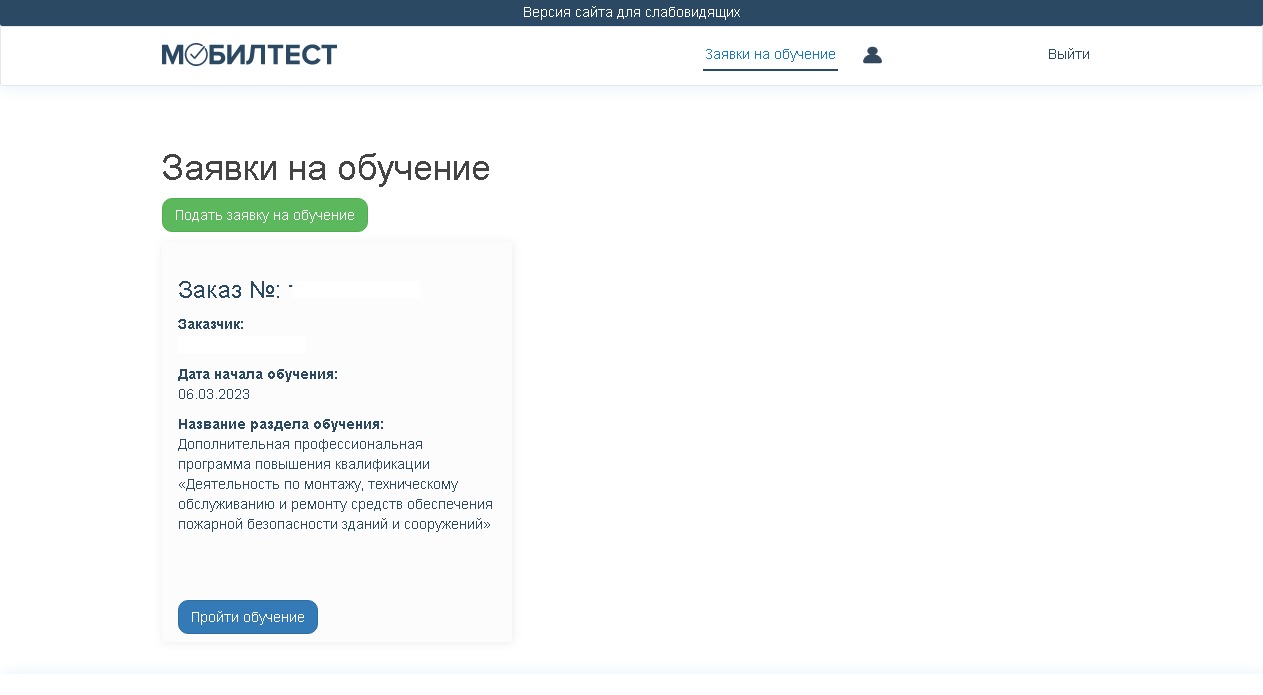 Версия сайта для слабовидящих
МОБИЛТЕСТ
Заявки на обучение
Выйти
Заявки на обучение
Подать заявку на обучение
Заказ №:
Заказчик:
Дата начала обучения:
06.03.2023
Название раздела обучения:
Дополнительная профессиональная
программа повышения квалификации
«Деятельность по монтажу, техническому
обслуживанию и ремонту средств обеспечения
пожарной безопасности зданий и сооружений»
Пройти обучение